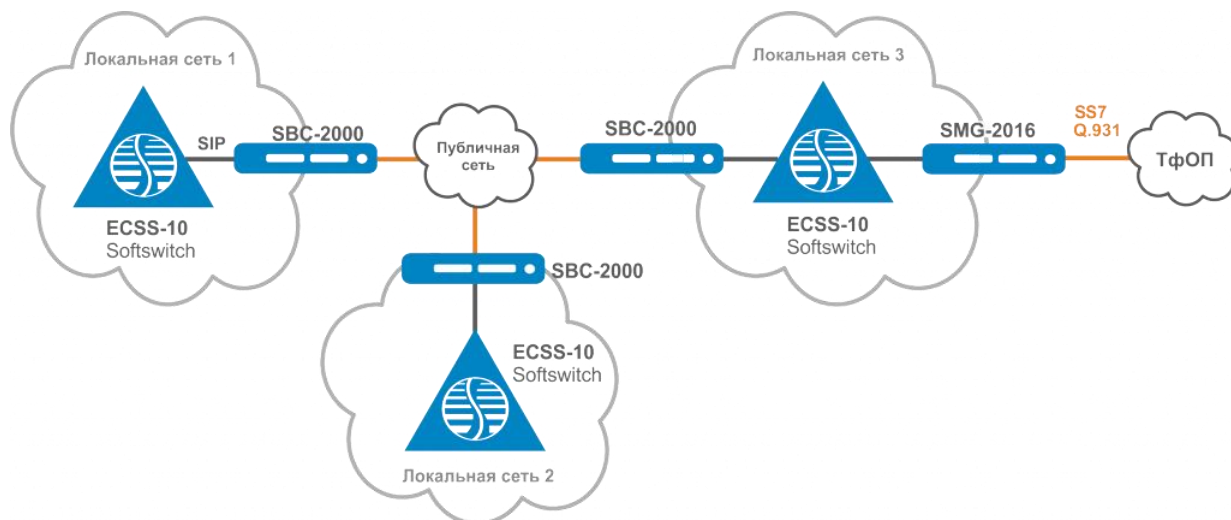 Локальная сеть 1
SIP
SBC-2000
ECSS-10
Softswitch
Публичная
сеть
SBC-2000
ECSS-10
Softswitch
Локальная сеть 2
Локальная сеть 3
SBC-2000
ECSS-10
Softswitch
SMG-2016
SS7
Q.931
ТфОП